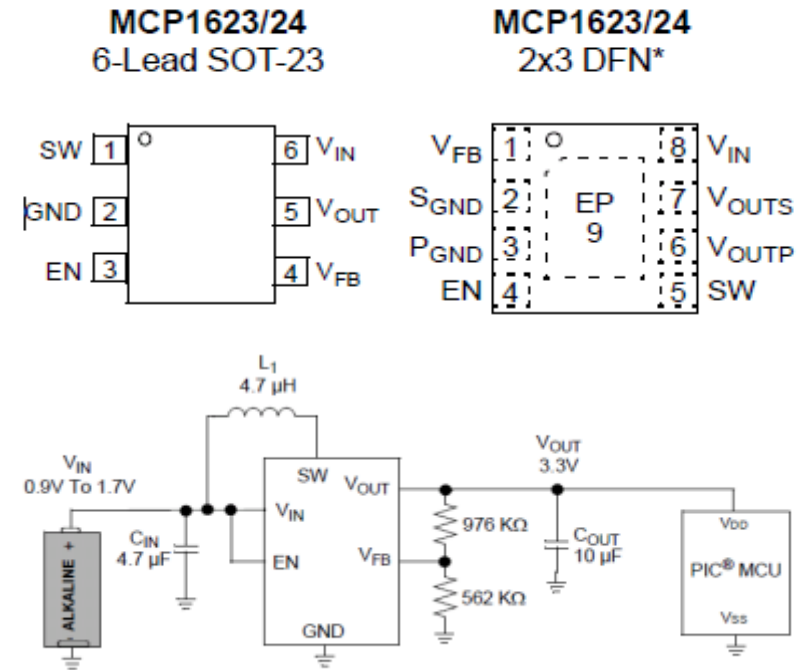 MCP1623/24
6-Lead SOT-23
SW 1
6 VIN
GND 2
5 VOUT
EN 3
4 VFB
MCP1623/24
2x3 DFN*
VFB 1
8 VIN
SGND 2
EP
9
7 VOUTS
PGND 3
6 VOUTP
EN 4
5 SW
L1
4.7 µH
VIN
0.9V To 1.7V
ALKALINE
+
-
CIN
4.7 µF
SW
VOUT
VIN
EN
VFB
GND
976 KΩ
562 KΩ
VOUT
3.3V
COUT
10 µF
VDD
PIC® MCU
VSS